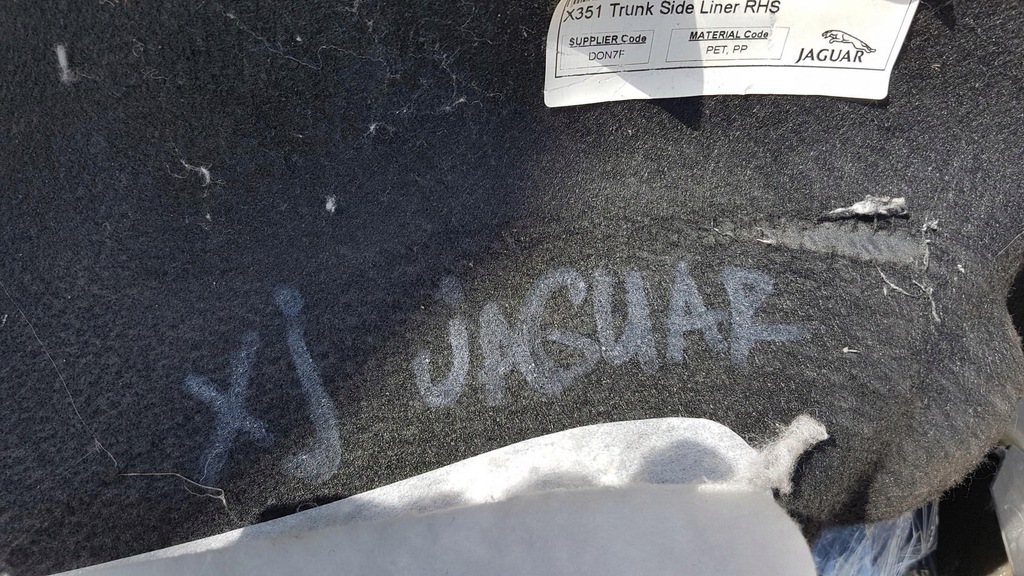 X351 Trunk Side Liner RHS
SUPPLIER Code MATERIAL Code
DON7F PET, PP
JAGUAR
XJ JAGUAR